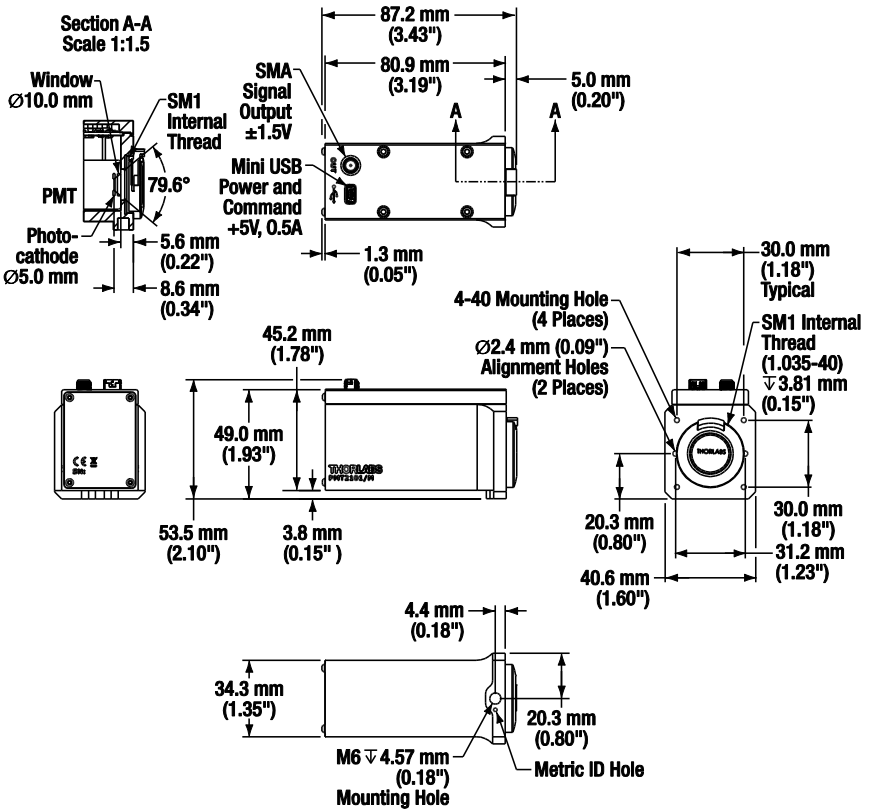 Section A-A
Scale 1:1.5
Window
Ø10.0 mm
SM1
Internal
Thread
PMT
79.6°
Photo-
cathode
Ø5.0 mm
5.6 mm
(0.22")
8.6 mm
(0.34")
87.2 mm
(3.43")
80.9 mm
(3.19")
5.0 mm
(0.20")
SMA
Signal
Output
±1.5V
Mini USB
Power and
Command
+5V, 0.5A
OUT
A
A
1.3 mm
(0.05")
30.0 mm
(1.18")
Typical
4-40 Mounting Hole
(4 Places)
Ø2.4 mm (0.09")
Alignment Holes
(2 Places)
SM1 Internal
Thread
(1.035-40)
↧ 3.81 mm
(0.15")
THORLABS
20.3 mm
(0.80")
30.0 mm
(1.18")
31.2 mm
(1.23")
40.6 mm
(1.60")
45.2 mm
(1.78")
49.0 mm
(1.93")
53.5 mm
(2.10")
3.8 mm
(0.15" )
THORLABS
PMT2101/M
CE
SN:
4.4 mm
(0.18")
34.3 mm
(1.35")
20.3 mm
(0.80")
M6 ↧ 4.57 mm
(0.18")
Mounting Hole
Metric ID Hole